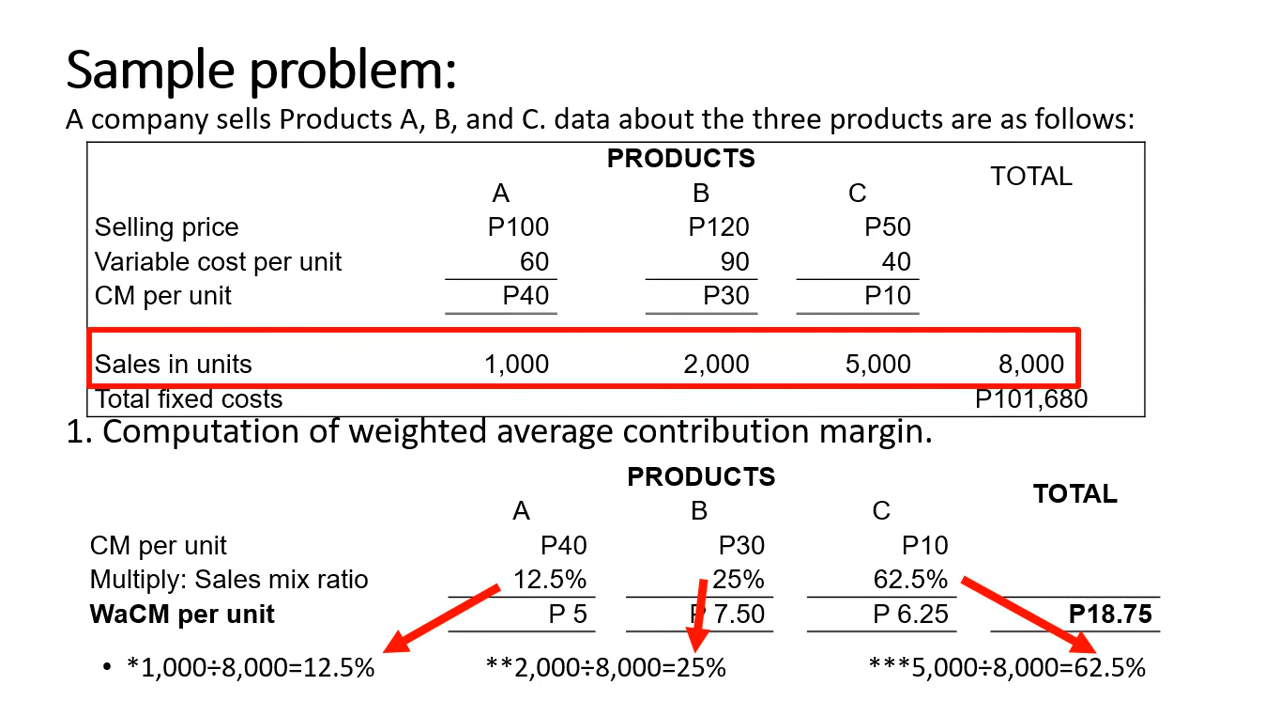 Sample problem:
A company sells Products A, B, and C. data about the three products are as follows:
PRODUCTS
TOTAL
A B C
Selling price P100 P120 P50
Variable cost per unit 60 90 40
CM per unit P40 P30 P10
Sales in units 1,000 2,000 5,000 8,000
Total fixed costs P101,680
1. Computation of weighted average contribution margin.
PRODUCTS
TOTAL
A B C
CM per unit P40 P30 P10
Multiply: Sales mix ratio 12.5% 25% 62.5%
WaCM per unit P 5 P 7.50 P 6.25 P18.75
• *1,000÷8,000=12.5% **2,000÷8,000=25% ***5,000÷8,000=62.5%